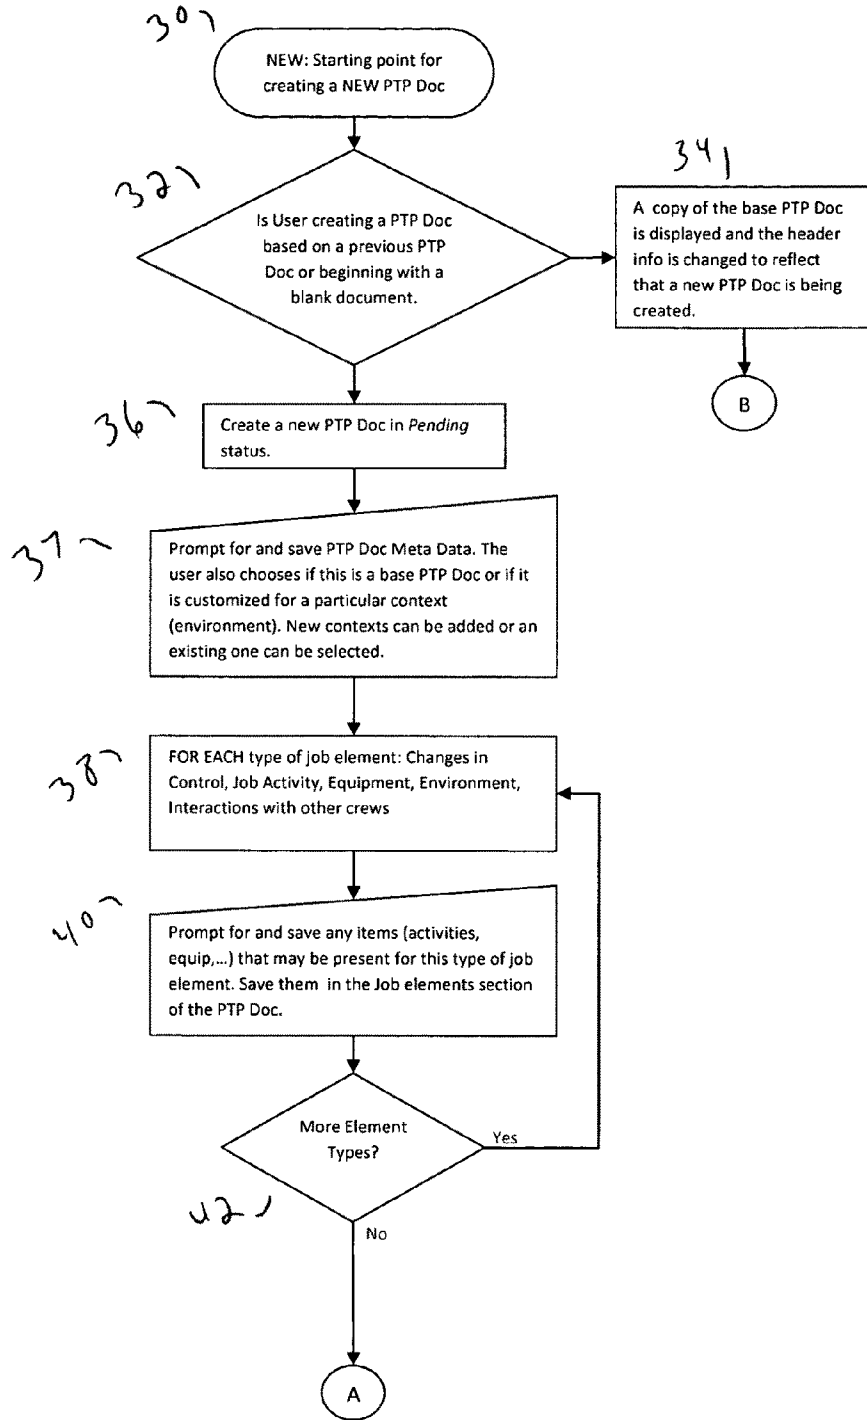 30
NEW: Starting point for
creating a NEW PTP Doc
32
Is User creating a PTP Doc
based on a previous PTP
Doc or beginning with a
blank document.
34
A copy of the base PTP Doc
is displayed and the header
info is changed to reflect
that a new PTP Doc is being
created.
B
36
Create a new PTP Doc in Pending
status.
37
Prompt for and save PTP Doc Meta Data. The
user also chooses if this is a base PTP Doc or if it
is customized for a particular context
(environment). New contexts can be added or an
existing one can be selected.
38
FOR EACH type of job element: Changes in
Control, Job Activity, Equipment, Environment,
Interactions with other crews
40
Prompt for and save any items (activities,
equip,...) that may be present for this type of job
element. Save them in the Job elements section
of the PTP Doc.
More Element
Types?
Yes
42
No
A